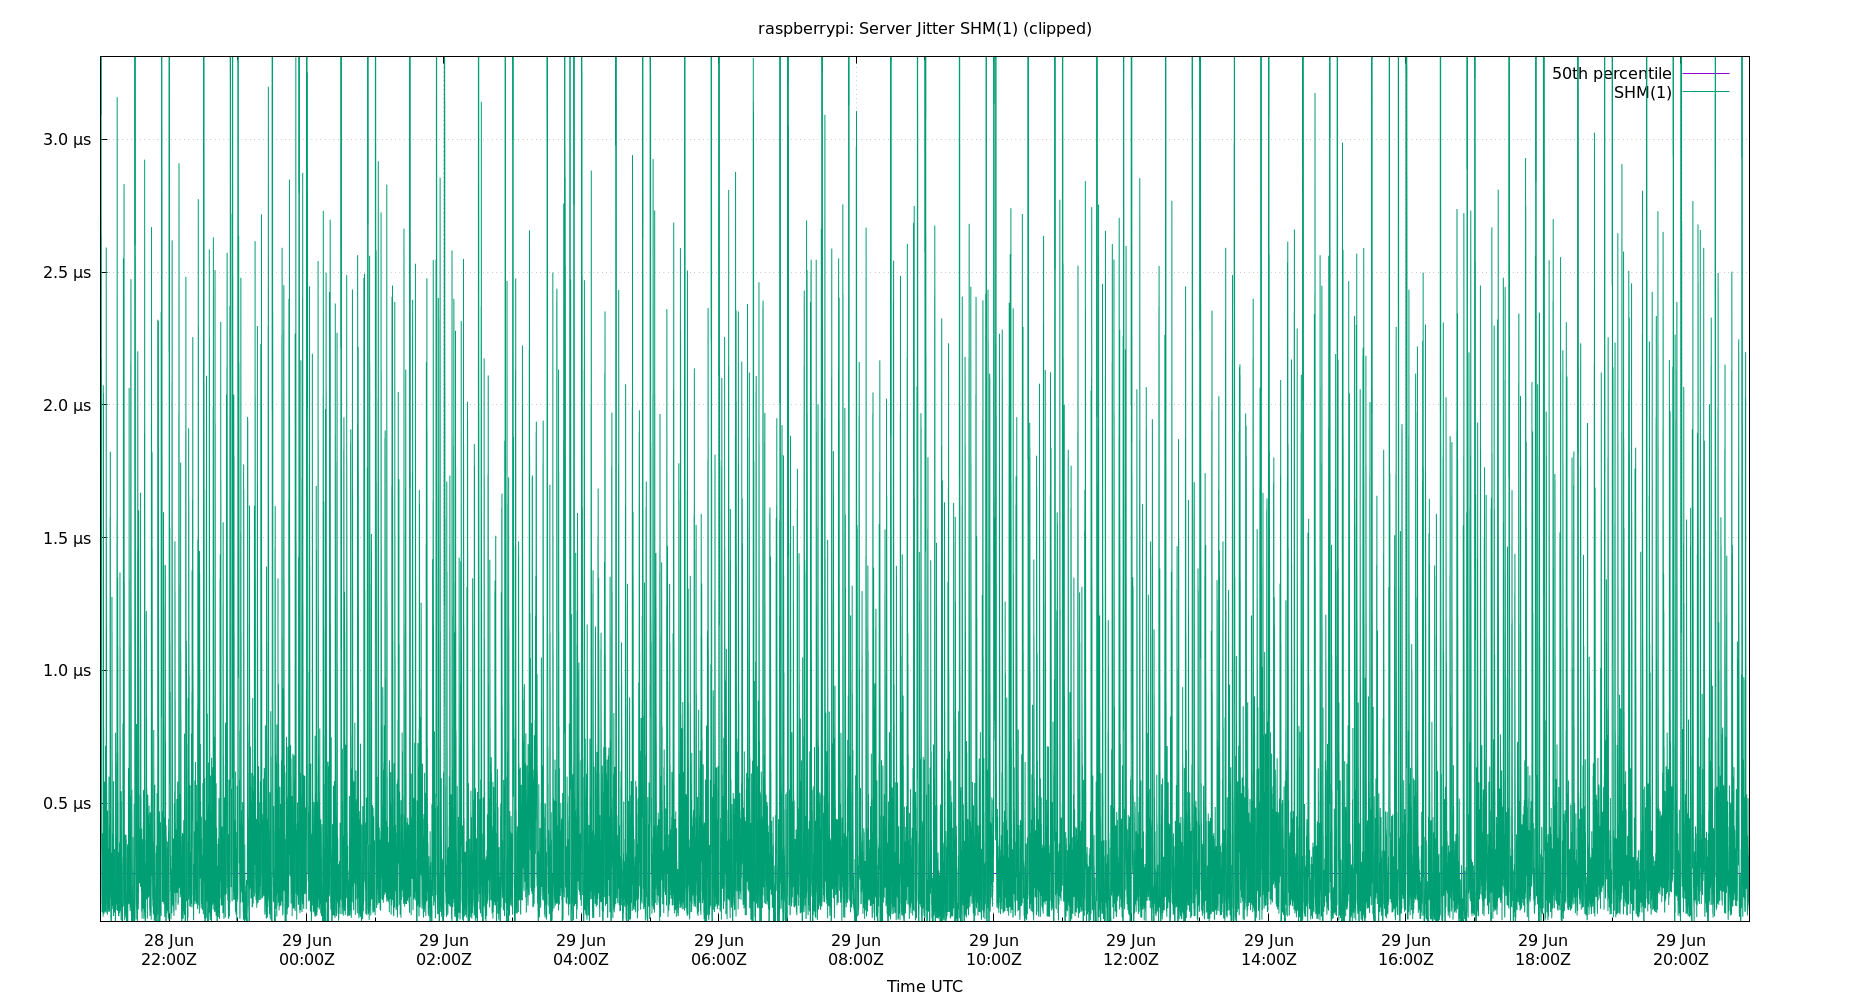 raspberrypi: Server Jitter SHM(1) (clipped)
50th percentile
SHM(1)
3.0 µs
2.5 µs
2.0 µs
1.5 µs
1.0 µs
0.5 µs
28 Jun 29 Jun 29 Jun 29 Jun 29 Jun 29 Jun 29 Jun 29 Jun 29 Jun 29 Jun 29 Jun 29 Jun
22:00Z 00:00Z 02:00Z 04:00Z 06:00Z 08:00Z 10:00Z 12:00Z 14:00Z 16:00Z 18:00Z 20:00Z
Time UTC